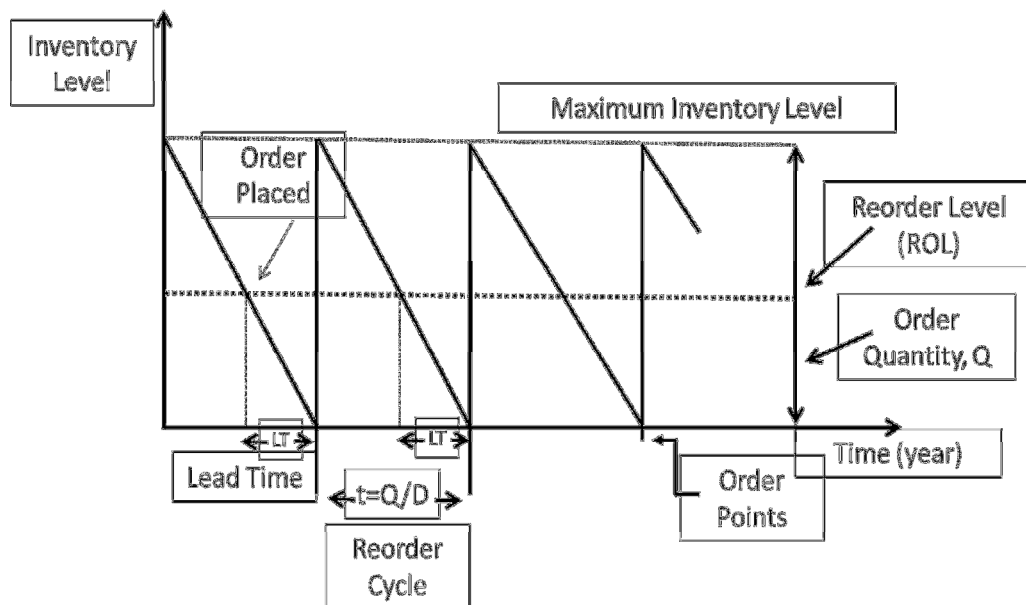 Inventory
Level
Maximum Inventory Level
Order
Placed
Reorder Level
(ROL)
Order
Quantity, Q
LT
LT
Time (year)
Lead Time
t=Q/D
Order
Points
Reorder
Cycle